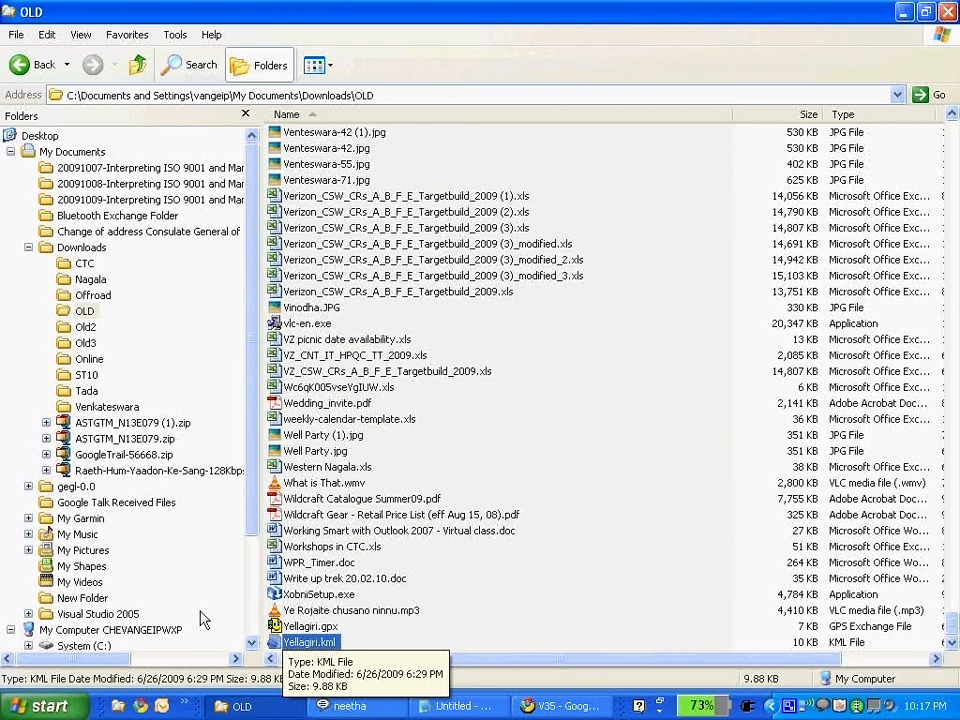 OLD
File Edit View Favorites Tools Help
Back Search Folders
Address C:\Documents and Settings\vangeip\My Documents\Downloads\OLD Go
Folders
Desktop
My Documents
20091007-Interpreting ISO 9001 and Mar
20091008-Interpreting ISO 9001 and Mar
20091009-Interpreting ISO 9001 and Mar
Bluetooth Exchange Folder
Change of address Consulate General of
Downloads
CTC
Nagala
Offroad
OLD
Old2
Old3
Online
ST10
Tada
Venkateswara
ASTGTM_N13E079 (1).zip
ASTGTM_N13E079.zip
GoogleTrail-56668.zip
Raeth-Hum-Yaadon-Ke-Sang-128Kbps
gegl-0.0
Google Talk Received Files
My Garmin
My Music
My Pictures
My Shapes
My Videos
New Folder
Visual Studio 2005
My Computer CHEVANGEIPWXP
System (C:)
Name Size Type
Venteswara-42 (1).jpg 530 KB JPG File
Venteswara-42.jpg 530 KB JPG File
Venteswara-55.jpg 402 KB JPG File
Venteswara-71.jpg 625 KB JPG File
Verizon_CSW_CRs_A_B_F_E_Targetbuild_2009 (1).xls 14,056 KB Microsoft Office Exc...
Verizon_CSW_CRs_A_B_F_E_Targetbuild_2009 (2).xls 14,790 KB Microsoft Office Exc...
Verizon_CSW_CRs_A_B_F_E_Targetbuild_2009 (3).xls 14,807 KB Microsoft Office Exc...
Verizon_CSW_CRs_A_B_F_E_Targetbuild_2009 (3)_modified.xls 14,691 KB Microsoft Office Exc...
Verizon_CSW_CRs_A_B_F_E_Targetbuild_2009 (3)_modified_2.xls 14,942 KB Microsoft Office Exc...
Verizon_CSW_CRs_A_B_F_E_Targetbuild_2009 (3)_modified_3.xls 15,103 KB Microsoft Office Exc...
Verizon_CSW_CRs_A_B_F_E_Targetbuild_2009.xls 13,751 KB Microsoft Office Exc...
Vinodha.JPG 330 KB JPG File
vlc-en.exe 20,347 KB Application
VZ picnic date availability.xls 13 KB Microsoft Office Exc...
VZ_CNT_IT_HPQC_TT_2009.xls 2,085 KB Microsoft Office Exc...
VZ_CSW_CRs_A_B_F_E_Targetbuild_2009.xls 14,807 KB Microsoft Office Exc...
Wc6qK005vseYgIUW.xls 6 KB Microsoft Office Exc...
Wedding_invite.pdf 2,141 KB Adobe Acrobat Docu...
weekly-calendar-template.xls 65 KB Microsoft Office Exc...
Well Party (1).jpg 351 KB JPG File
Well Party.jpg 351 KB JPG File
Western Nagala.xls 38 KB Microsoft Office Exc...
What is That.wmv 2,800 KB VLC media file (.wmv)
Wildcraft Catalogue Summer09.pdf 7,755 KB Adobe Acrobat Docu...
Wildcraft Gear - Retail Price List (eff Aug 15, 08).pdf 325 KB Adobe Acrobat Docu...
Working Smart with Outlook 2007 - Virtual class.doc 912 KB Microsoft Office Wo...
Workshops in CTC.xls 51 KB Microsoft Office Exc...
WPR_Timer.doc 264 KB Microsoft Office Wo...
Write up trek 20.02.10.doc 35 KB Microsoft Office Wo...
XobniSetup.exe 4,784 KB Application
Ye Rojaite chusano ninnu.mp3 4,410 KB VLC media file (.mp3)
Yellagiri.gpx 7 KB GPS Exchange File
Yellagiri.kml 10 KB KML File
Type: KML File
Date Modified: 6/26/2009 6:29 PM
Size: 9.88 KB
Type: KML File Date Modified: 6/26/2009 6:29 PM Size: 9.88 KB 9.88 KB My Computer
start OLD neetha Untitled - ... V35 - Goog... 73% 10:17 PM